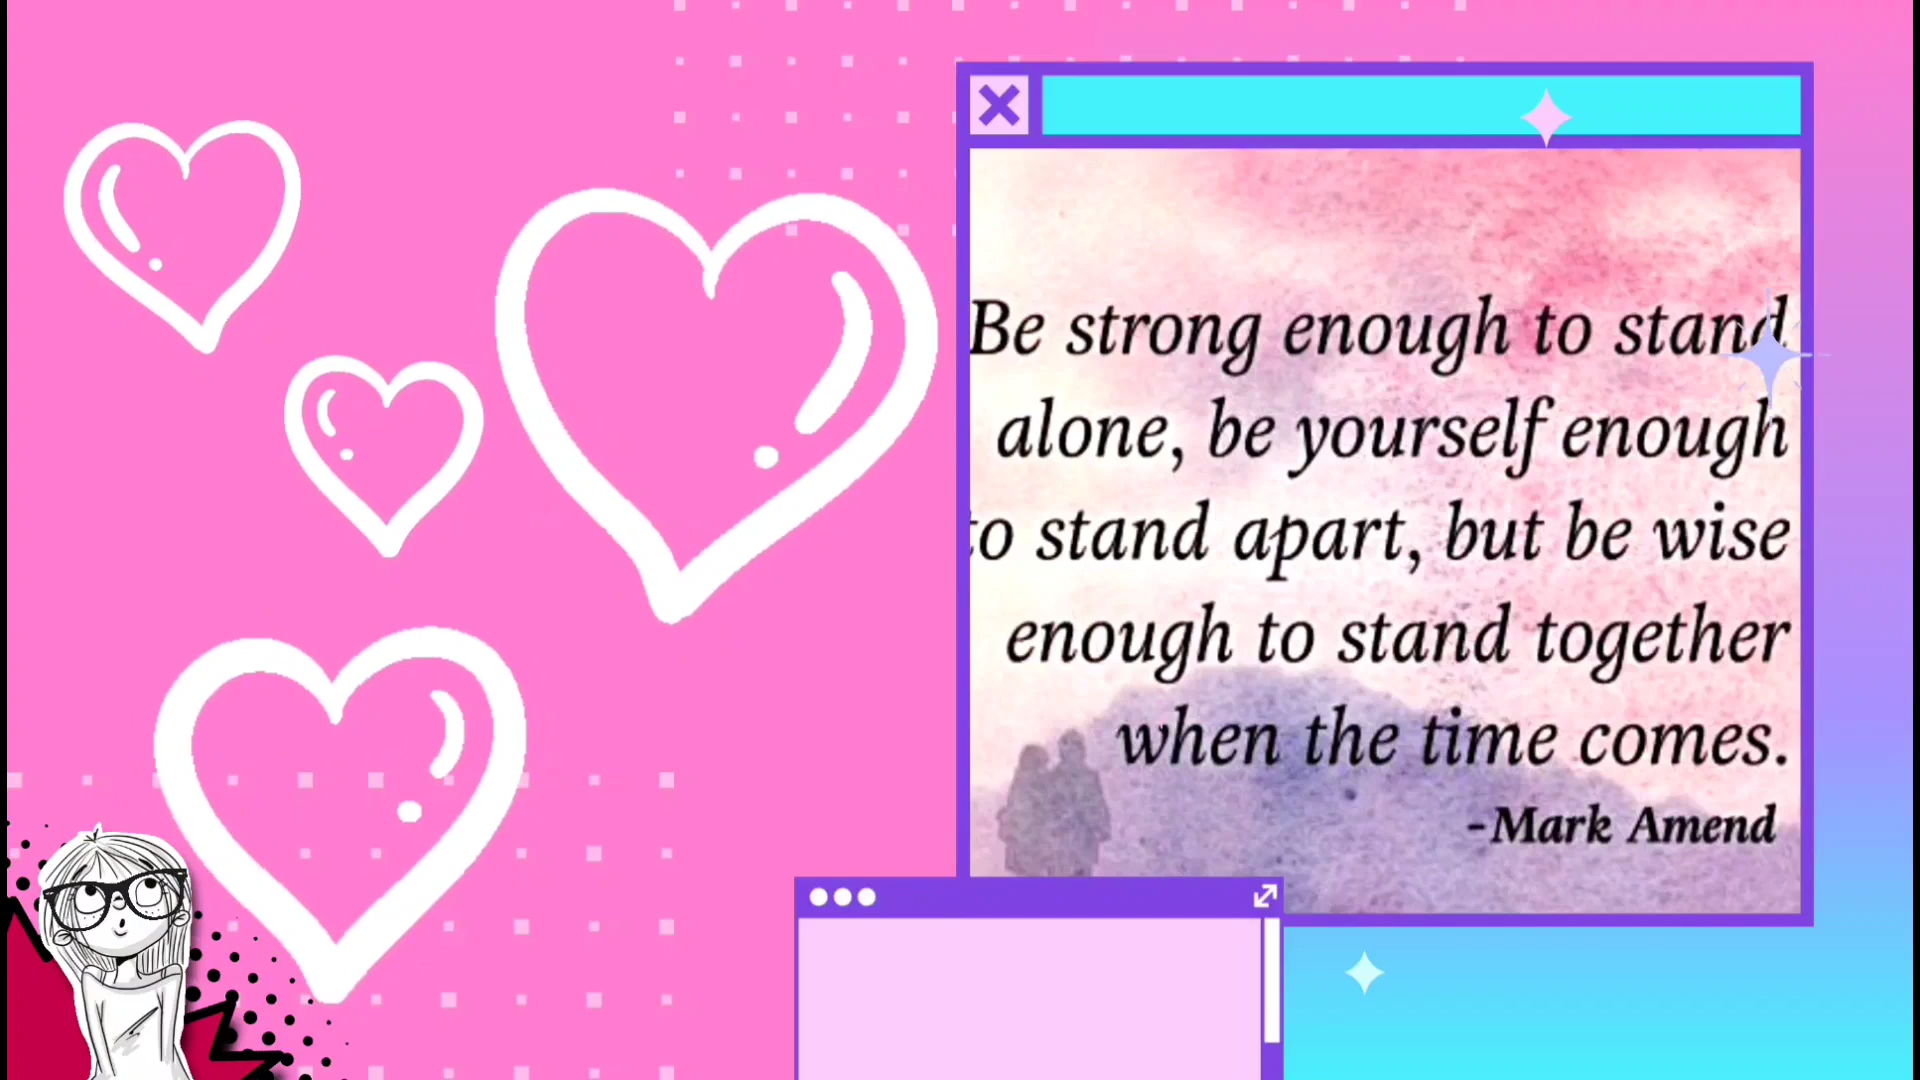 Be strong enough to stand
alone, be yourself enough
to stand apart, but be wise
enough to stand together
when the time comes.
-Mark Amend